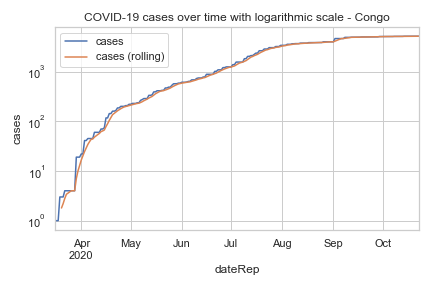 COVID-19 cases over time with logarithmic scale - Congo
cases
cases (rolling)
10³
10²
10¹
10⁰
cases
Apr May Jun Jul Aug Sep Oct
2020
dateRep